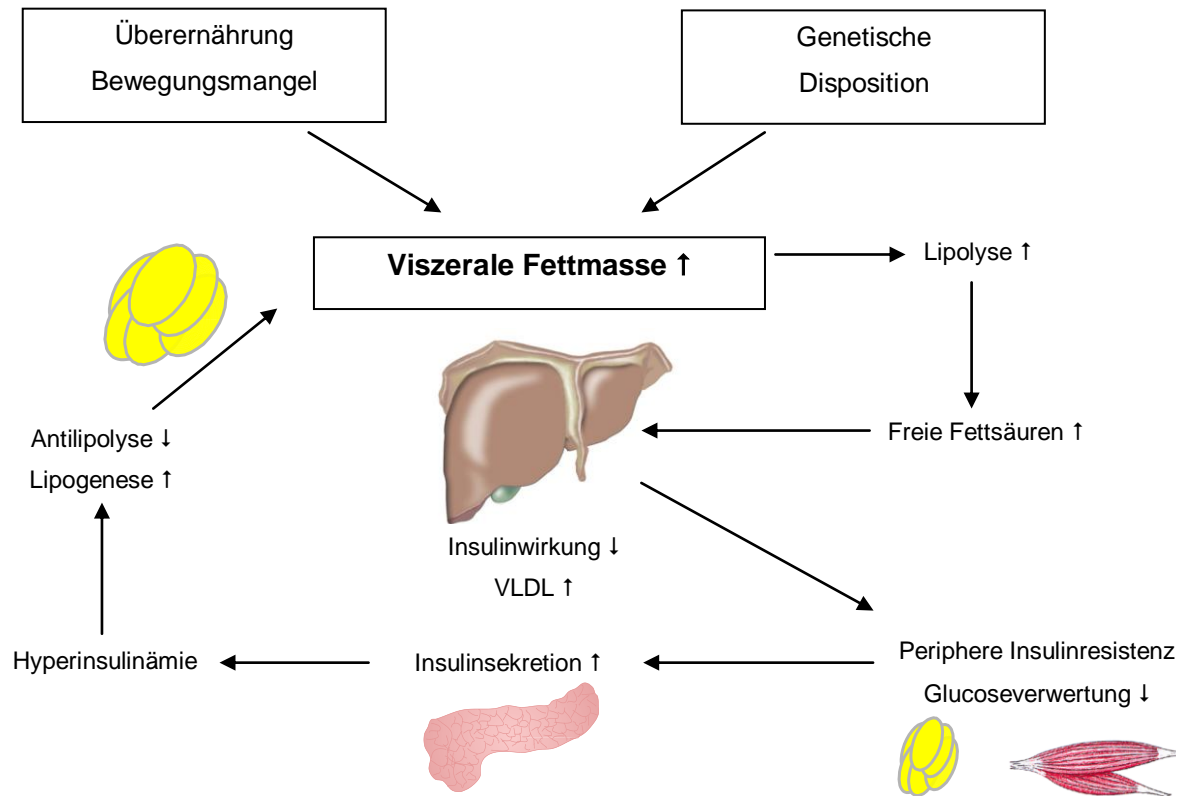 Überernährung
Bewegungsmangel
Genetische
Disposition
Viszerale Fettmasse ↑
Lipolyse ↑
Freie Fettsäuren ↑
Antilipolyse ↓
Lipogenese ↑
Insulinwirkung ↓
VLDL ↑
Hyperinsulinämie
Insulinsekretion ↑
Periphere Insulinresistenz
Glucoseverwertung ↓